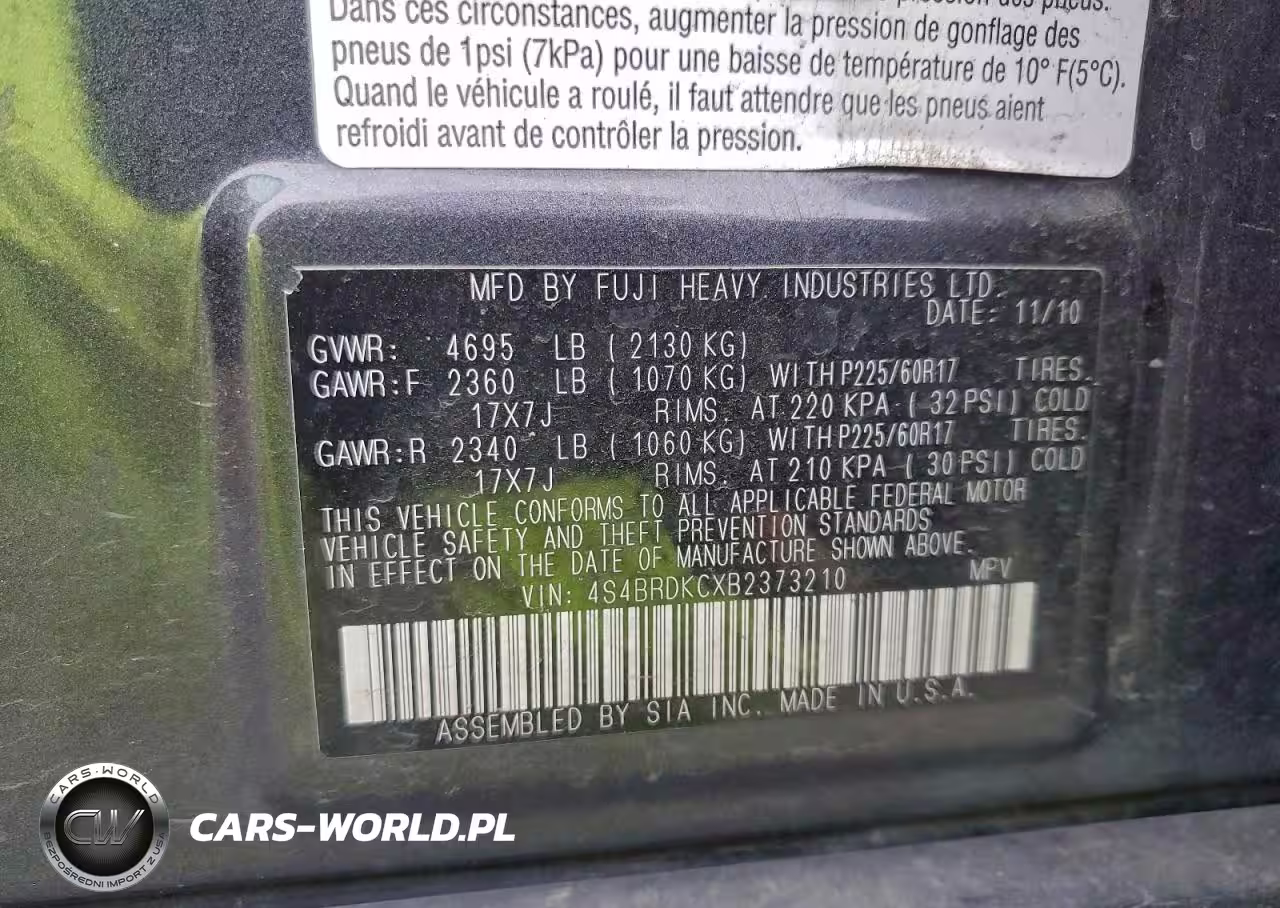 Dans ces circonstances, augmenter la pression de gonflage des
pneus de 1psi (7kPa) pour une baisse de température de 10° F(5°C).
Quand le véhicule a roulé, il faut attendre que les pneus aient
refroidi avant de contrôler la pression.
MFD BY FUJI HEAVY INDUSTRIES LTD.
DATE: 11/10
GVWR: 4695 LB ( 2130 KG)
GAWR:F 2360 LB ( 1070 KG) WITH P225/60R17 TIRES.
17X7J RIMS. AT 220 KPA ( 32 PSI) COLD
GAWR:R 2340 LB ( 1060 KG) WITH P225/60R17 TIRES.
17X7J RIMS. AT 210 KPA ( 30 PSI) COLD
THIS VEHICLE CONFORMS TO ALL APPLICABLE FEDERAL MOTOR
VEHICLE SAFETY AND THEFT PREVENTION STANDARDS
IN EFFECT ON THE DATE OF MANUFACTURE SHOWN ABOVE.
VIN: 4S4BRDKCXB2373210 MPV
ASSEMBLED BY SIA INC. MADE IN U.S.A.
CARS-WORLD
CW
BEZPOŚREDNI IMPORT Z USA
CARS-WORLD.PL